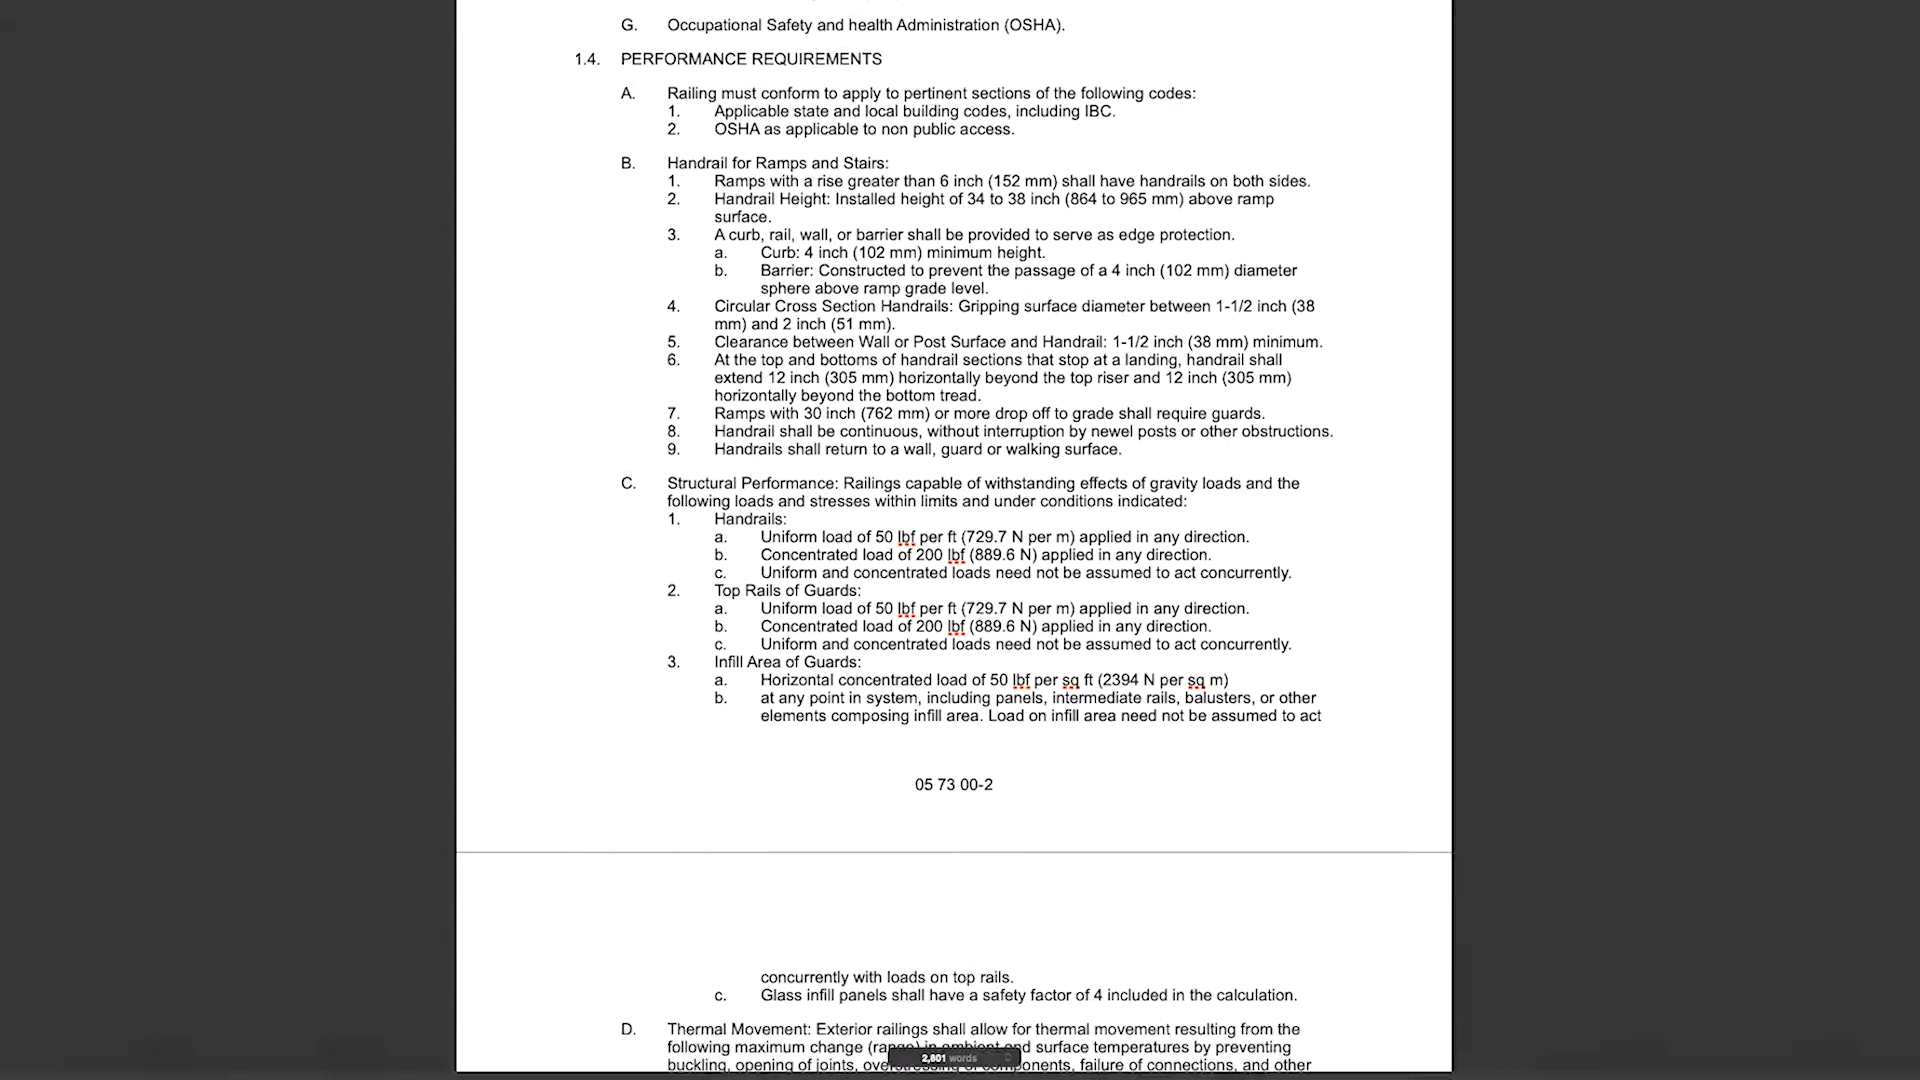 G. Occupational Safety and health Administration (OSHA).
1.4. PERFORMANCE REQUIREMENTS
A. Railing must conform to apply to pertinent sections of the following codes:
1. Applicable state and local building codes, including IBC.
2. OSHA as applicable to non public access.
B. Handrail for Ramps and Stairs:
1. Ramps with a rise greater than 6 inch (152 mm) shall have handrails on both sides.
2. Handrail Height: Installed height of 34 to 38 inch (864 to 965 mm) above ramp
surface.
3. A curb, rail, wall, or barrier shall be provided to serve as edge protection.
a. Curb: 4 inch (102 mm) minimum height.
b. Barrier: Constructed to prevent the passage of a 4 inch (102 mm) diameter
sphere above ramp grade level.
4. Circular Cross Section Handrails: Gripping surface diameter between 1-1/2 inch (38
mm) and 2 inch (51 mm).
5. Clearance between Wall or Post Surface and Handrail: 1-1/2 inch (38 mm) minimum.
6. At the top and bottoms of handrail sections that stop at a landing, handrail shall
extend 12 inch (305 mm) horizontally beyond the top riser and 12 inch (305 mm)
horizontally beyond the bottom tread.
7. Ramps with 30 inch (762 mm) or more drop off to grade shall require guards.
8. Handrail shall be continuous, without interruption by newel posts or other obstructions.
9. Handrails shall return to a wall, guard or walking surface.
C. Structural Performance: Railings capable of withstanding effects of gravity loads and the
following loads and stresses within limits and under conditions indicated:
1. Handrails:
a. Uniform load of 50 lbf per ft (729.7 N per m) applied in any direction.
b. Concentrated load of 200 lbf (889.6 N) applied in any direction.
c. Uniform and concentrated loads need not be assumed to act concurrently.
2. Top Rails of Guards:
a. Uniform load of 50 lbf per ft (729.7 N per m) applied in any direction.
b. Concentrated load of 200 lbf (889.6 N) applied in any direction.
c. Uniform and concentrated loads need not be assumed to act concurrently.
3. Infill Area of Guards:
a. Horizontal concentrated load of 50 lbf per sq ft (2394 N per sq m)
b. at any point in system, including panels, intermediate rails, balusters, or other
elements composing infill area. Load on infill area need not be assumed to act
05 73 00-2
concurrently with loads on top rails.
c. Glass infill panels shall have a safety factor of 4 included in the calculation.
D. Thermal Movement: Exterior railings shall allow for thermal movement resulting from the
following maximum change (range) in ambient and surface temperatures by preventing
2,801 words
buckling, opening of joints, failure of connections, and other